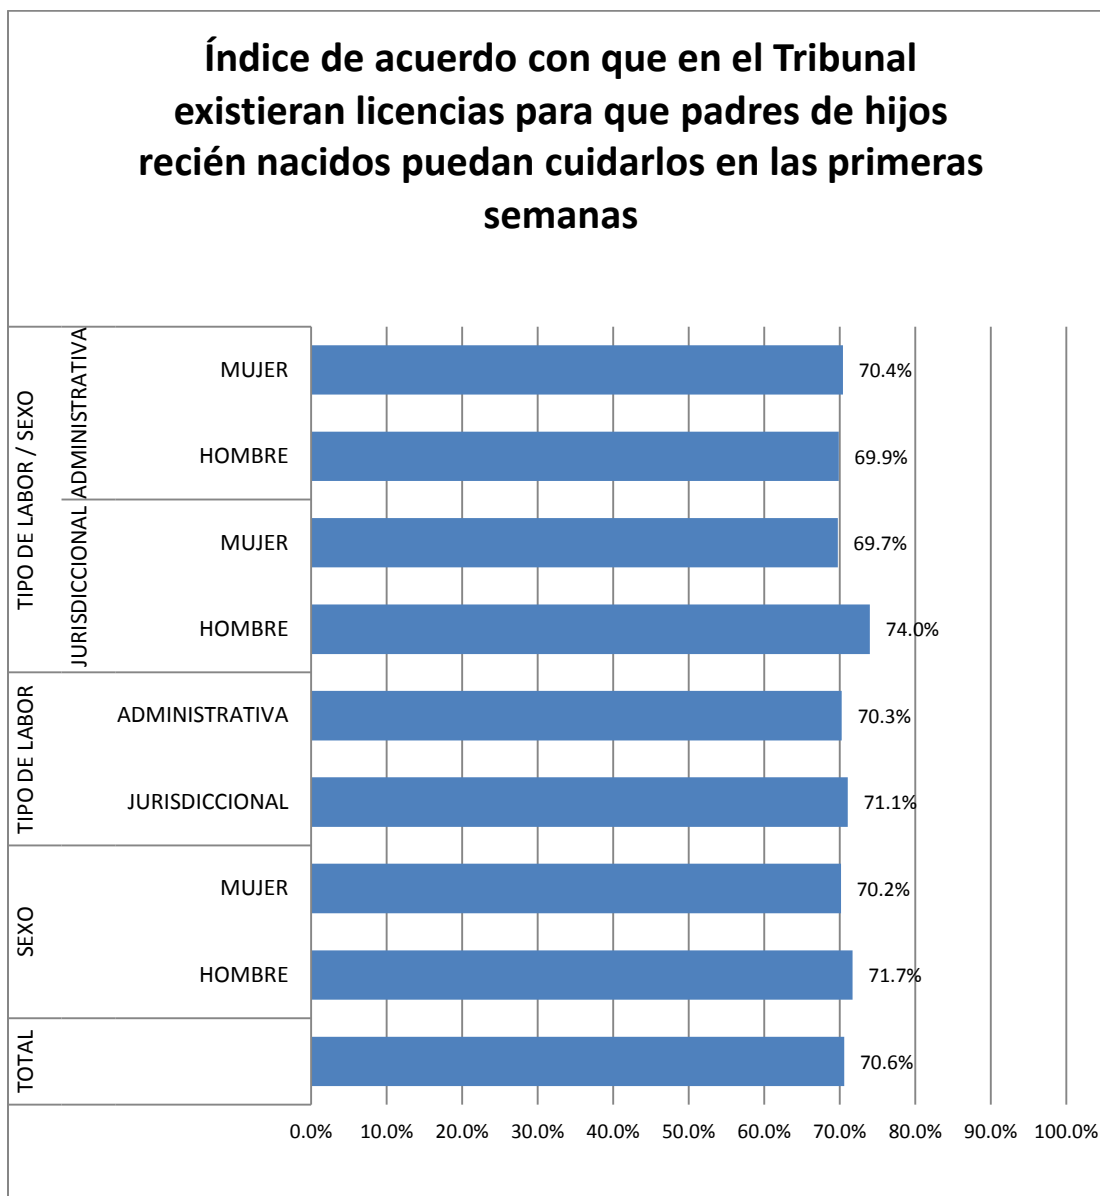 Índice de acuerdo con que en el Tribunal
existieran licencias para que padres de hijos
recién nacidos puedan cuidarlos en las primeras
semanas
TIPO DE LABOR / SEXO
ADMINISTRATIVA
MUJER
70.4%
HOMBRE
69.9%
JURISDICCIONAL
MUJER
69.7%
HOMBRE
74.0%
TIPO DE LABOR
ADMINISTRATIVA
70.3%
JURISDICCIONAL
71.1%
SEXO
MUJER
70.2%
HOMBRE
71.7%
TOTAL
70.6%
0.0% 10.0% 20.0% 30.0% 40.0% 50.0% 60.0% 70.0% 80.0% 90.0% 100.0%